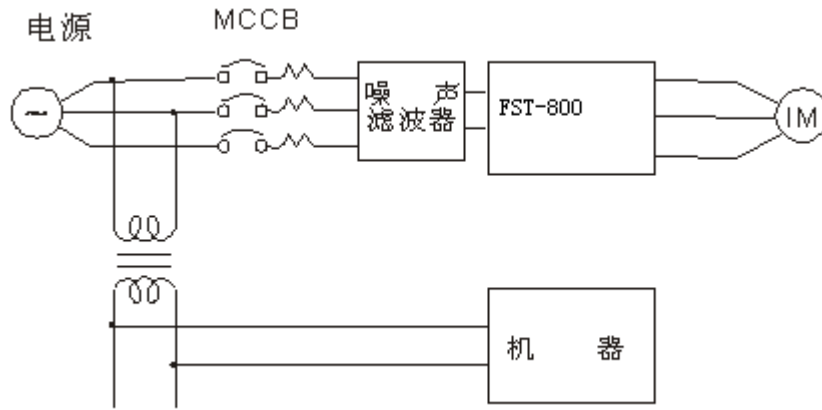 电源
MCCB
噪 声
滤波器
FST-800
IM
机 器